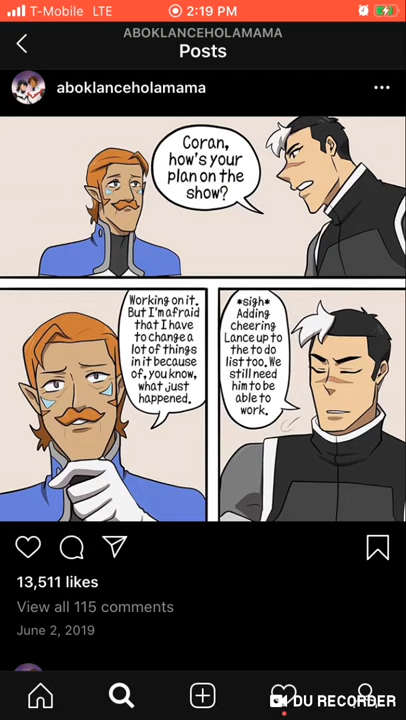 T-Mobile LTE 2:19 PM
ABOKLANCEHOLAMAMA
Posts
aboklanceholamama
Coran,
how's your
plan on the
show?
Working on it.
But I'm afraid
that I have
to change a
lot of things
in it because
of, you know,
what just
happened.
*sigh*
Adding
cheering
Lance up to
the to do
list too. We
still need
him to be
able to
work.
13,511 likes
View all 115 comments
June 2, 2019
DU RECORDER